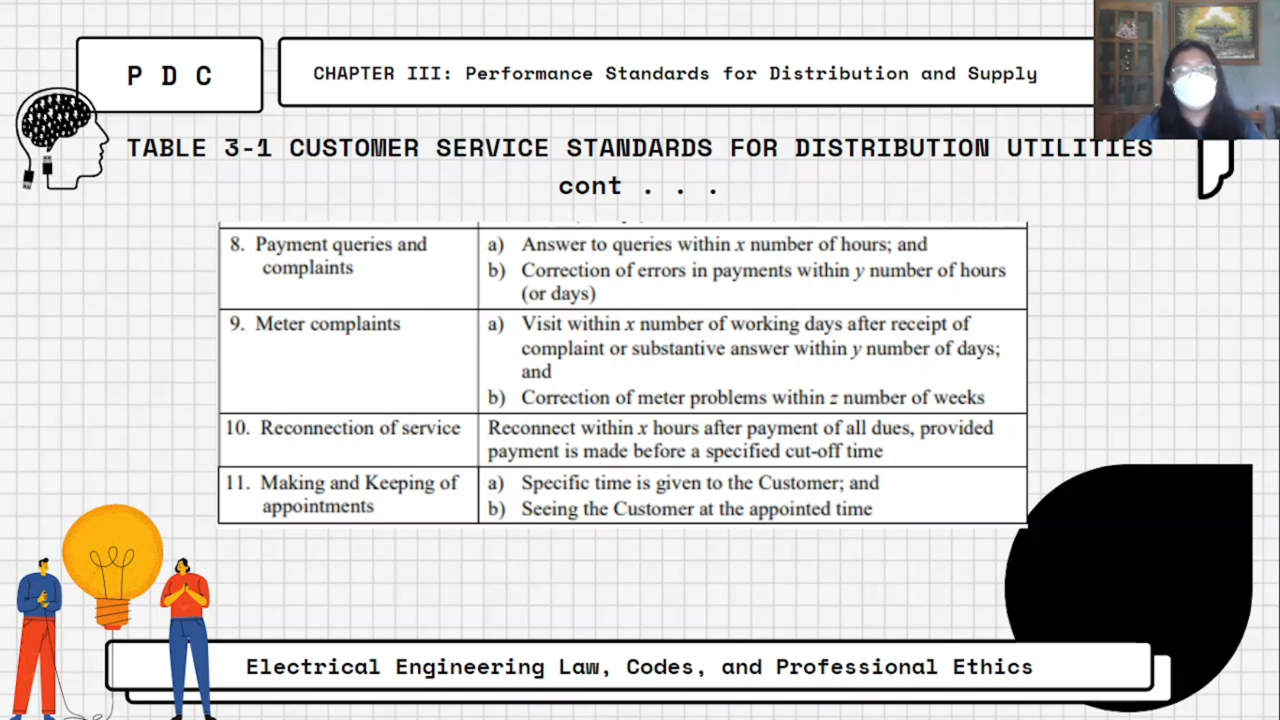 P D C
CHAPTER III: Performance Standards for Distribution and Supply
TABLE 3-1 CUSTOMER SERVICE STANDARDS FOR DISTRIBUTION UTILITIES
cont . . .
8. Payment queries and
complaints
a) Answer to queries within x number of hours; and
b) Correction of errors in payments within y number of hours
(or days)
9. Meter complaints
a) Visit within x number of working days after receipt of
complaint or substantive answer within y number of days;
and
b) Correction of meter problems within z number of weeks
10. Reconnection of service
Reconnect within x hours after payment of all dues, provided
payment is made before a specified cut-off time
11. Making and Keeping of
appointments
a) Specific time is given to the Customer; and
b) Seeing the Customer at the appointed time
Electrical Engineering Law, Codes, and Professional Ethics